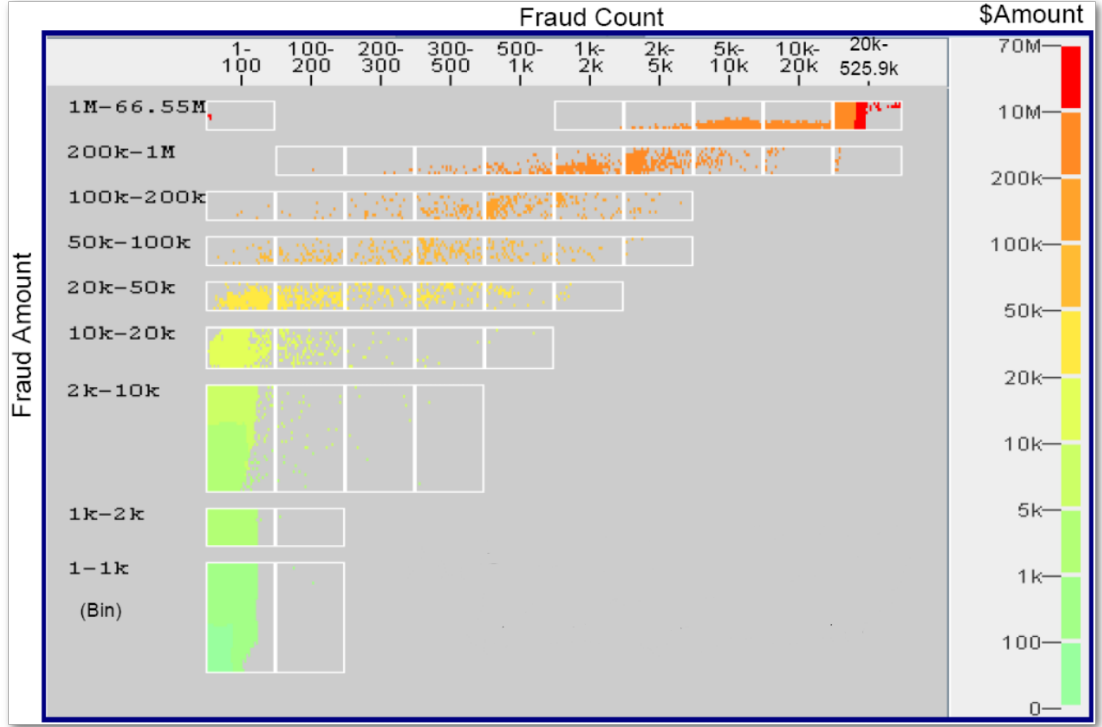 Fraud Count
$Amount
1- 100- 200- 300- 500- 1k- 2k- 5k- 10k- 20k-
100 200 300 500 1k 2k 5k 10k 20k 525.9k
70M
1M-66.55M
10M
200k-1M
200k
100k-200k
100k
50k-100k
50k
20k-50k
20k
10k-20k
10k
2k-10k
5k
1k-2k
1k
1-1k
(Bin)
100
0
Fraud Amount